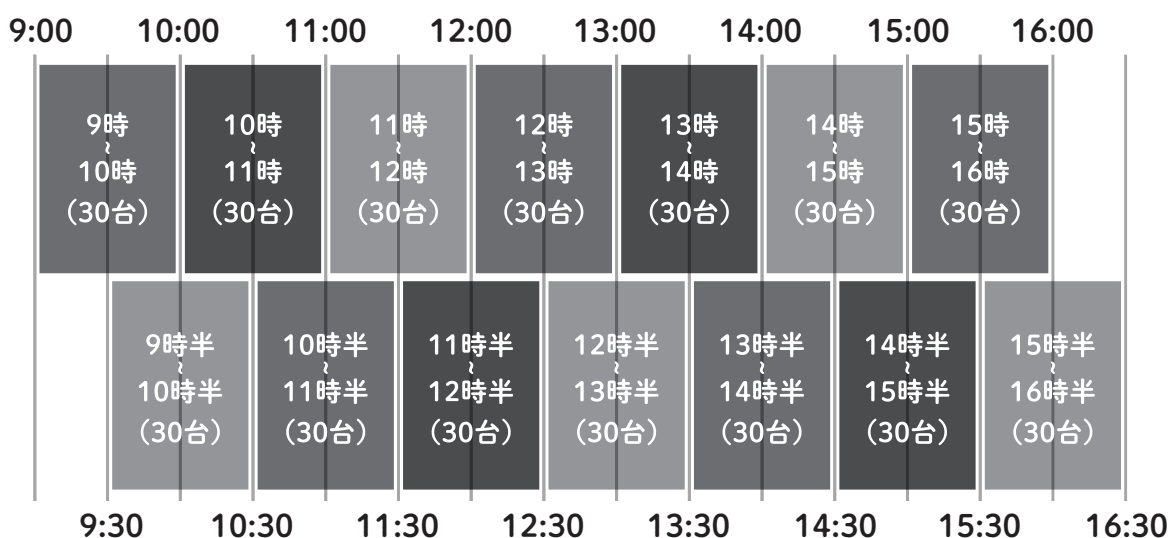 9:00 10:00 11:00 12:00 13:00 14:00 15:00 16:00
9時
~
10時
(30台)
10時
~
11時
(30台)
11時
~
12時
(30台)
12時
~
13時
(30台)
13時
~
14時
(30台)
14時
~
15時
(30台)
15時
~
16時
(30台)
9時半
~
10時半
(30台)
10時半
~
11時半
(30台)
11時半
~
12時半
(30台)
12時半
~
13時半
(30台)
13時半
~
14時半
(30台)
14時半
~
15時半
(30台)
15時半
~
16時半
(30台)
9:30 10:30 11:30 12:30 13:30 14:30 15:30 16:30